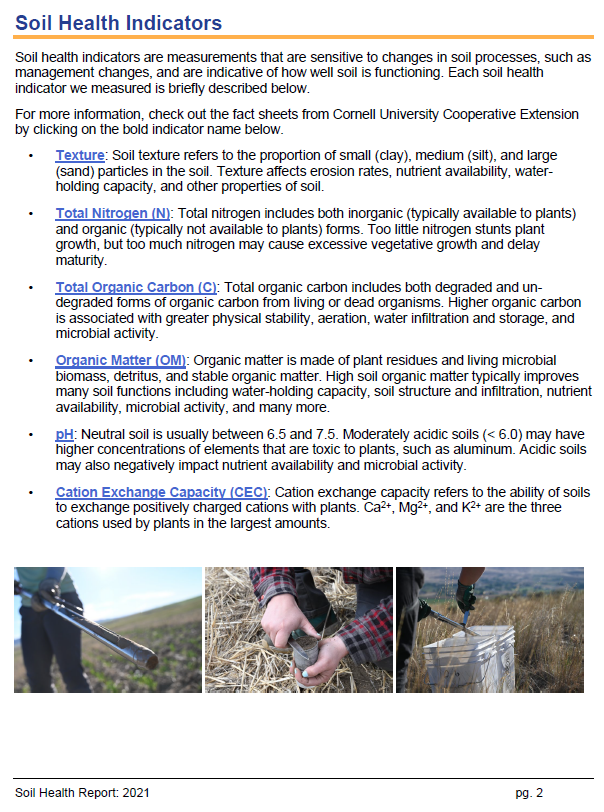 Soil Health Indicators
Soil health indicators are measurements that are sensitive to changes in soil processes, such as
management changes, and are indicative of how well soil is functioning. Each soil health
indicator we measured is briefly described below.
For more information, check out the fact sheets from Cornell University Cooperative Extension
by clicking on the bold indicator name below.
• Texture: Soil texture refers to the proportion of small (clay), medium (silt), and large
(sand) particles in the soil. Texture affects erosion rates, nutrient availability, water-
holding capacity, and other properties of soil.
• Total Nitrogen (N): Total nitrogen includes both inorganic (typically available to plants)
and organic (typically not available to plants) forms. Too little nitrogen stunts plant
growth, but too much nitrogen may cause excessive vegetative growth and delay
maturity.
• Total Organic Carbon (C): Total organic carbon includes both degraded and un-
degraded forms of organic carbon from living or dead organisms. Higher organic carbon
is associated with greater physical stability, aeration, water infiltration and storage, and
microbial activity.
• Organic Matter (OM): Organic matter is made of plant residues and living microbial
biomass, detritus, and stable organic matter. High soil organic matter typically improves
many soil functions including water-holding capacity, soil structure and infiltration, nutrient
availability, microbial activity, and many more.
• pH: Neutral soil is usually between 6.5 and 7.5. Moderately acidic soils (< 6.0) may have
higher concentrations of elements that are toxic to plants, such as aluminum. Acidic soils
may also negatively impact nutrient availability and microbial activity.
• Cation Exchange Capacity (CEC): Cation exchange capacity refers to the ability of soils
to exchange positively charged cations with plants. Ca²⁺, Mg²⁺, and K²⁺ are the three
cations used by plants in the largest amounts.
Soil Health Report: 2021 pg. 2